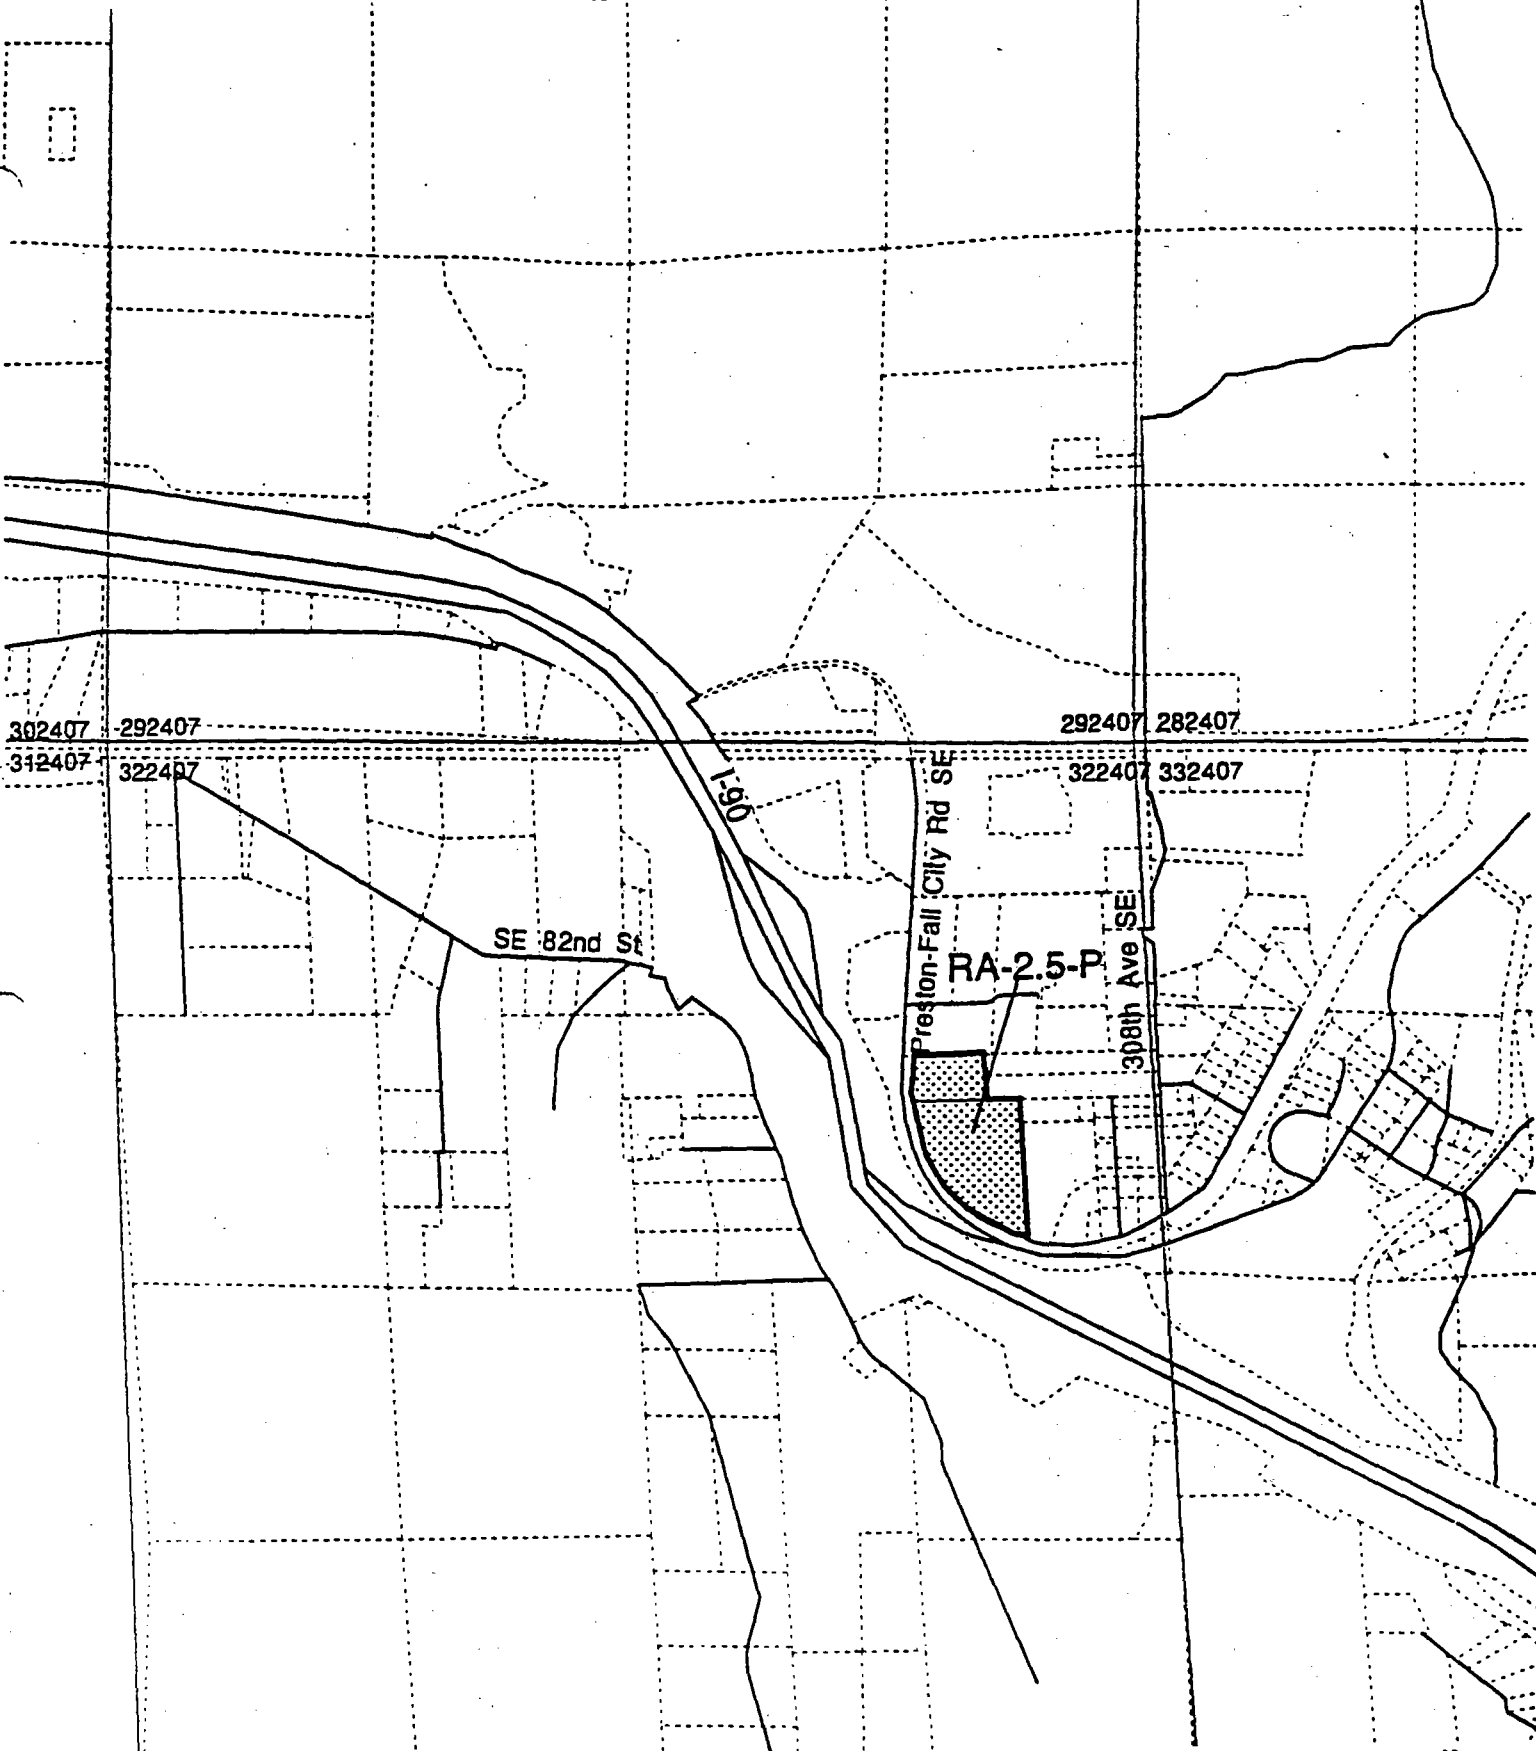 302407 292407
292407 282407
312407
322407
322407 332407
I-90
Preston-Fall City Rd SE
SE 82nd St
RA-2.5-P
308th Ave SE